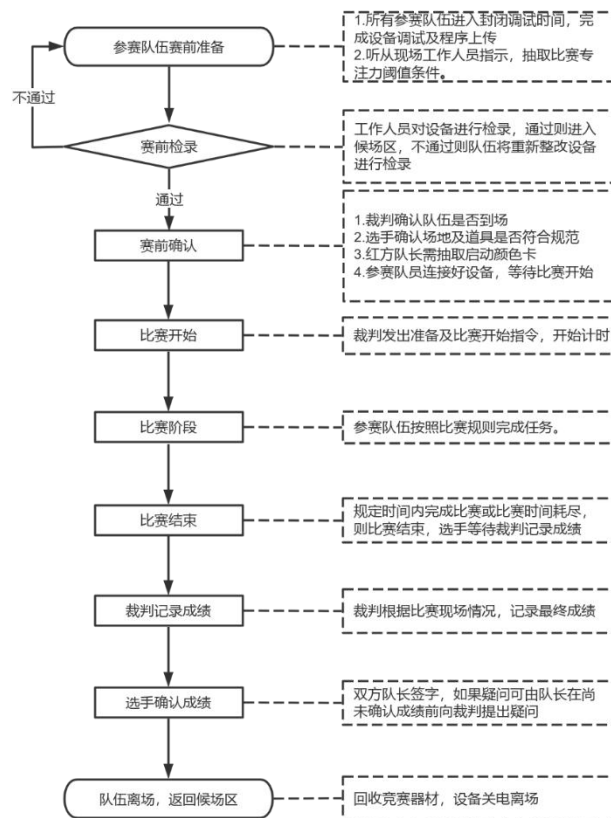 参赛队伍赛前准备
1.所有参赛队伍进入封闭调试时间，完
成设备调试及程序上传
2.听从现场工作人员指示，抽取比赛专
注力阈值条件。
不通过
赛前检录
工作人员对设备进行检录，通过则进入
候场区，不通过则队伍将重新整改设备
进行检录
通过
赛前确认
1.裁判确认队伍是否到场
2.选手确认场地及道具是否符合规范
3.红方队长需抽取启动颜色卡
4.参赛队员连接好设备，等待比赛开始
比赛开始
裁判发出准备及比赛开始指令，开始计时
比赛阶段
参赛队伍按照比赛规则完成任务。
比赛结束
规定时间内完成比赛或比赛时间耗尽，
则比赛结束，选手等待裁判记录成绩
裁判记录成绩
裁判根据比赛现场情况，记录最终成绩
选手确认成绩
双方队长签字，如果疑问可由队长在尚
未确认成绩前向裁判提出疑问
队伍离场，返回候场区
回收竞赛器材，设备关电离场